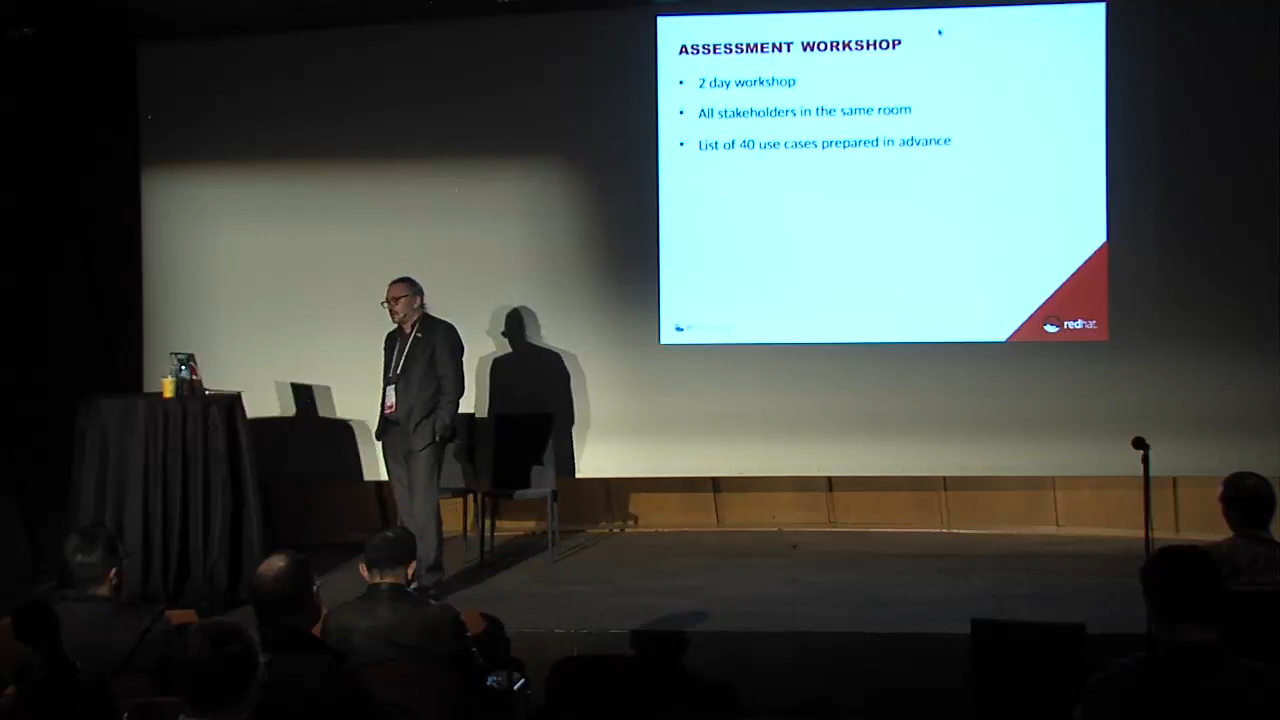 ASSESSMENT WORKSHOP
• 2 day workshop
• All stakeholders in the same room
• List of 40 use cases prepared in advance
redhat.